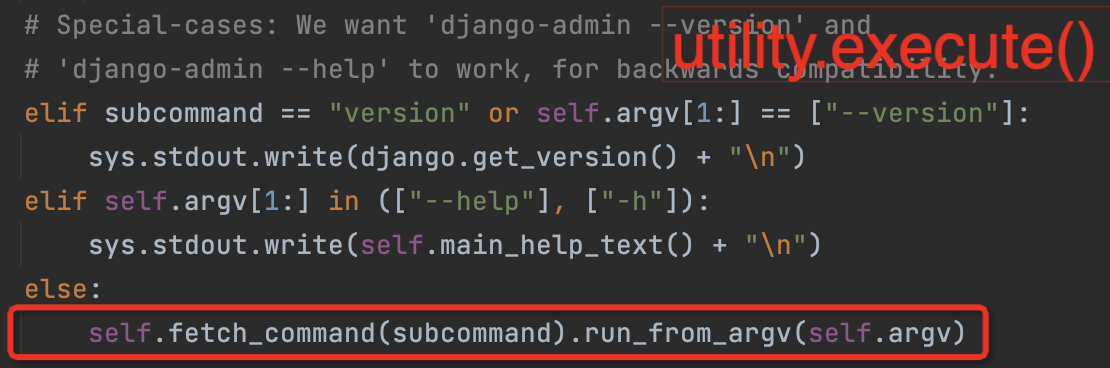 # Special-cases: We want 'django-admin --version' and
utility.execute()
# 'django-admin --help' to work, for backwards compatibility.
elif subcommand == "version" or self.argv[1:] == ["--version"]:
    sys.stdout.write(django.get_version() + "\n")
elif self.argv[1:] in (["--help"], ["-h"]):
    sys.stdout.write(self.main_help_text() + "\n")
else:
    self.fetch_command(subcommand).run_from_argv(self.argv)